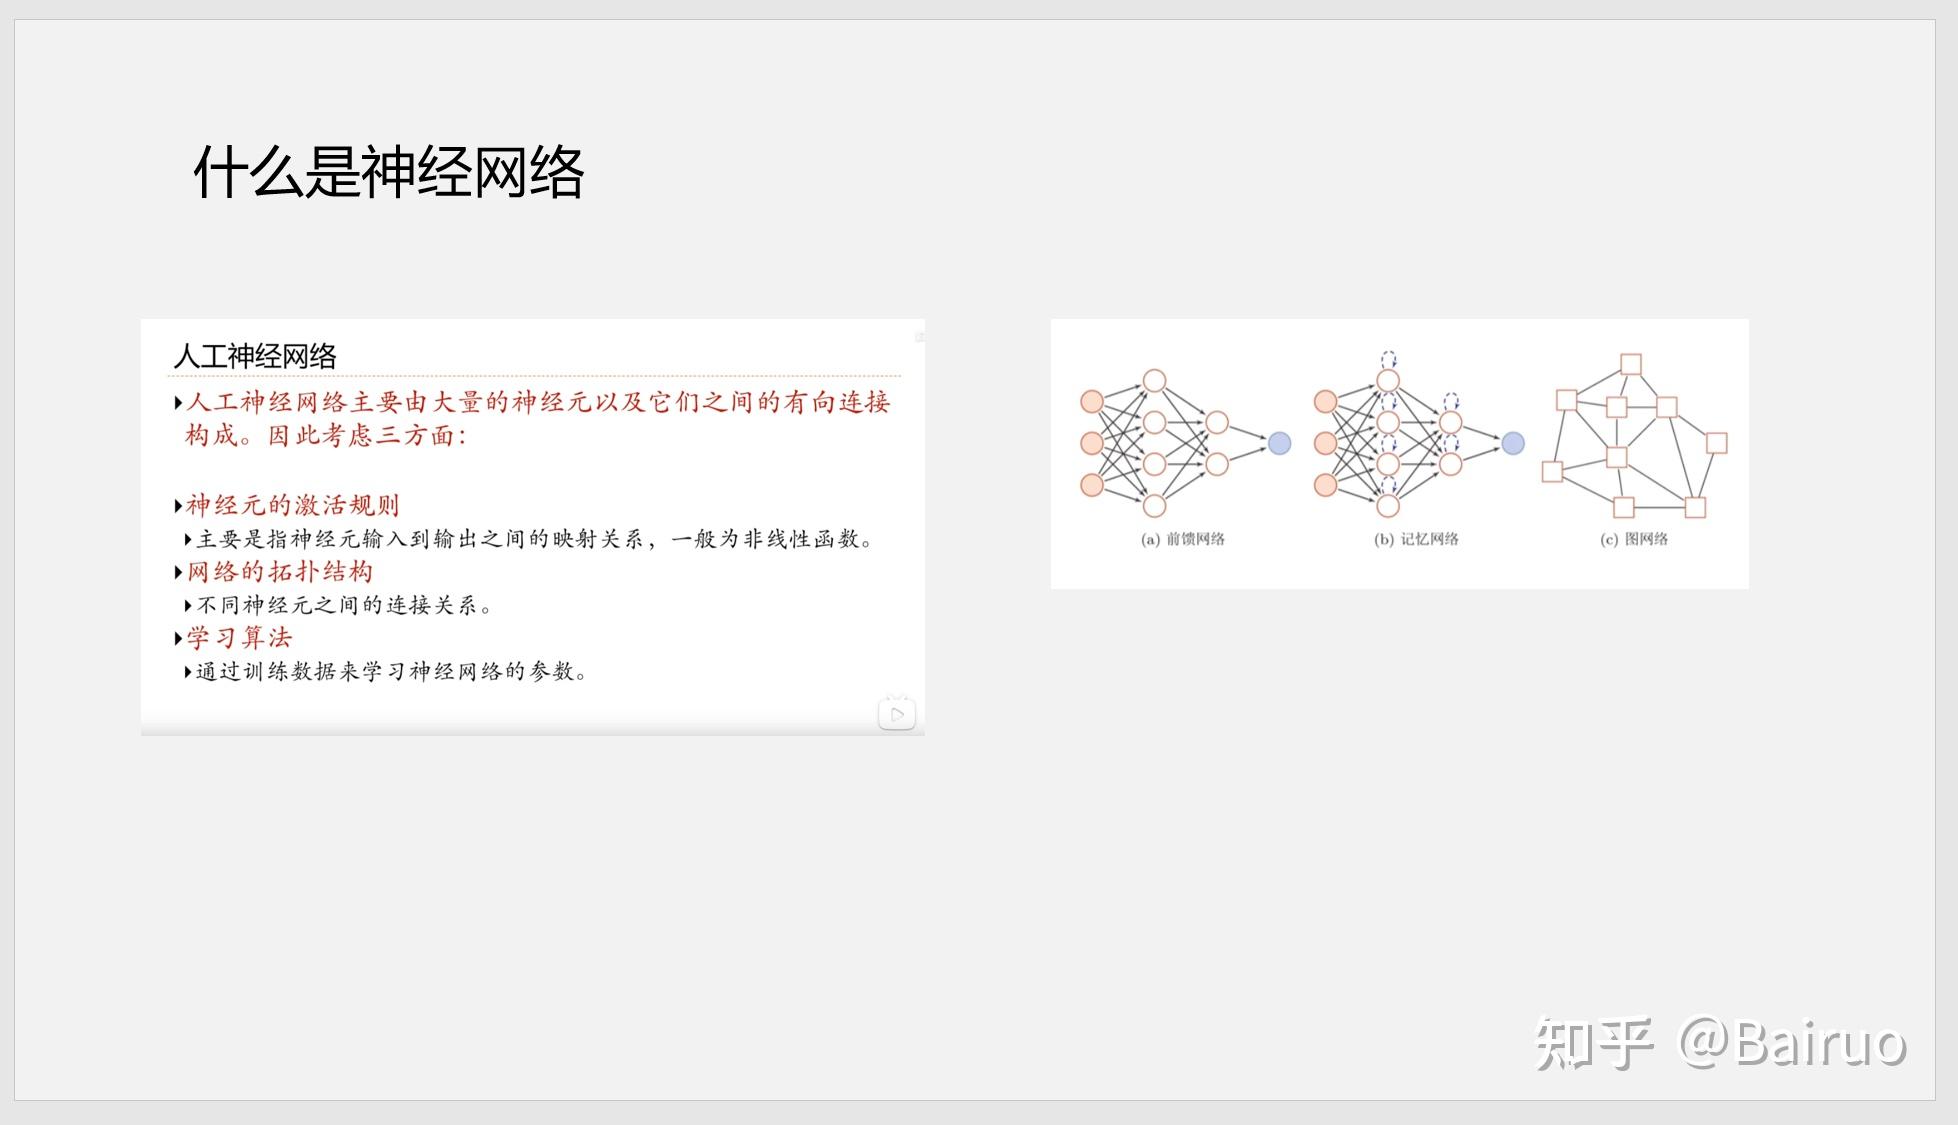 什么是神经网络
人工神经网络
人工神经网络主要由大量的神经元以及它们之间的有向连接
构成。因此考虑三方面：
神经元的激活规则
主要是指神经元输入到输出之间的映射关系，一般为非线性函数。
网络的拓扑结构
不同神经元之间的连接关系。
学习算法
通过训练数据来学习神经网络的参数。
(a) 前馈网络
(b) 记忆网络
(c) 图网络
知乎 @Bairuo